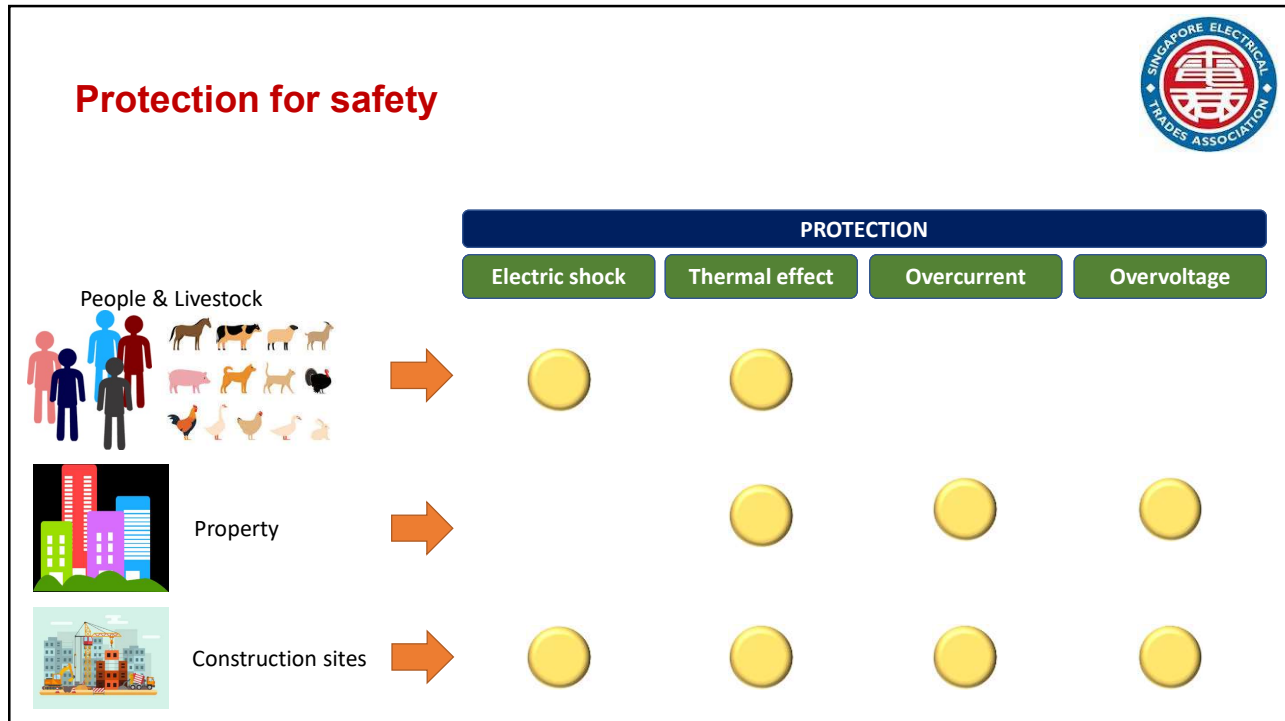 Protection for safety
SINGAPORE ELECTRICAL
TRADES ASSOCIATION
PROTECTION
Electric shock
Thermal effect
Overcurrent
Overvoltage
People & Livestock
Property
Construction sites